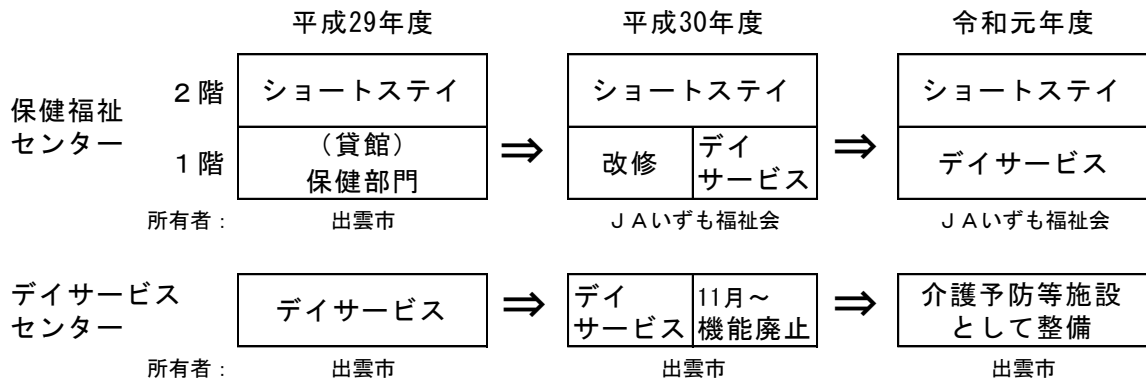 平成29年度 平成30年度 令和元年度
保健福祉
センター
2階 ショートステイ ショートステイ ショートステイ
1階
(貸館)
保健部門
⇒
改修
デイ
サービス
⇒
デイサービス
所有者: 出雲市 JAいずも福祉会 JAいずも福祉会
デイサービス
センター
デイサービス
⇒
デイ
サービス
11月~
機能廃止
⇒
介護予防等施設
として整備
所有者: 出雲市 出雲市 出雲市